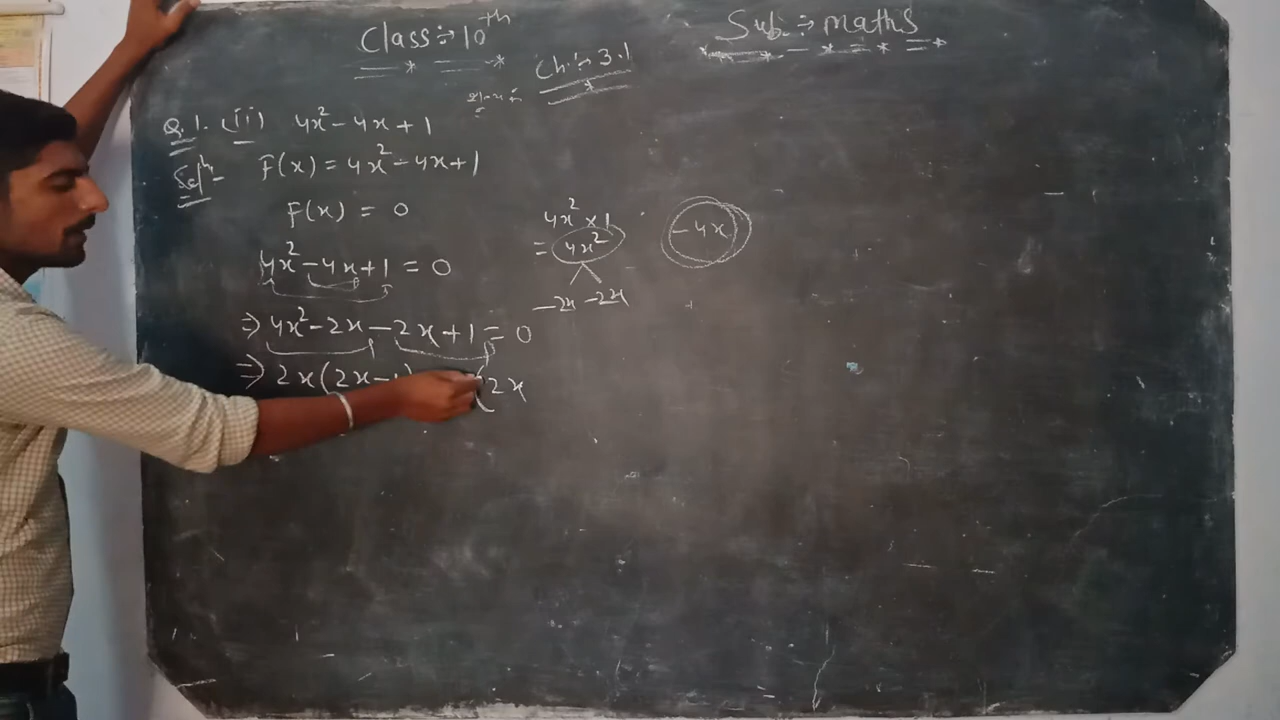 Class :- 10th
Sub. :- maths
Ch. :- 3.1
Q.1. (ii) 4x² - 4x + 1
Solⁿ- F(x) = 4x² - 4x + 1
F(x) = 0
4x² - 4x + 1 = 0
4x² × 1
= 4x²
-4x
-2x -2x
⇒ 4x² - 2x - 2x + 1 = 0
⇒ 2x(2x - 1) (2x